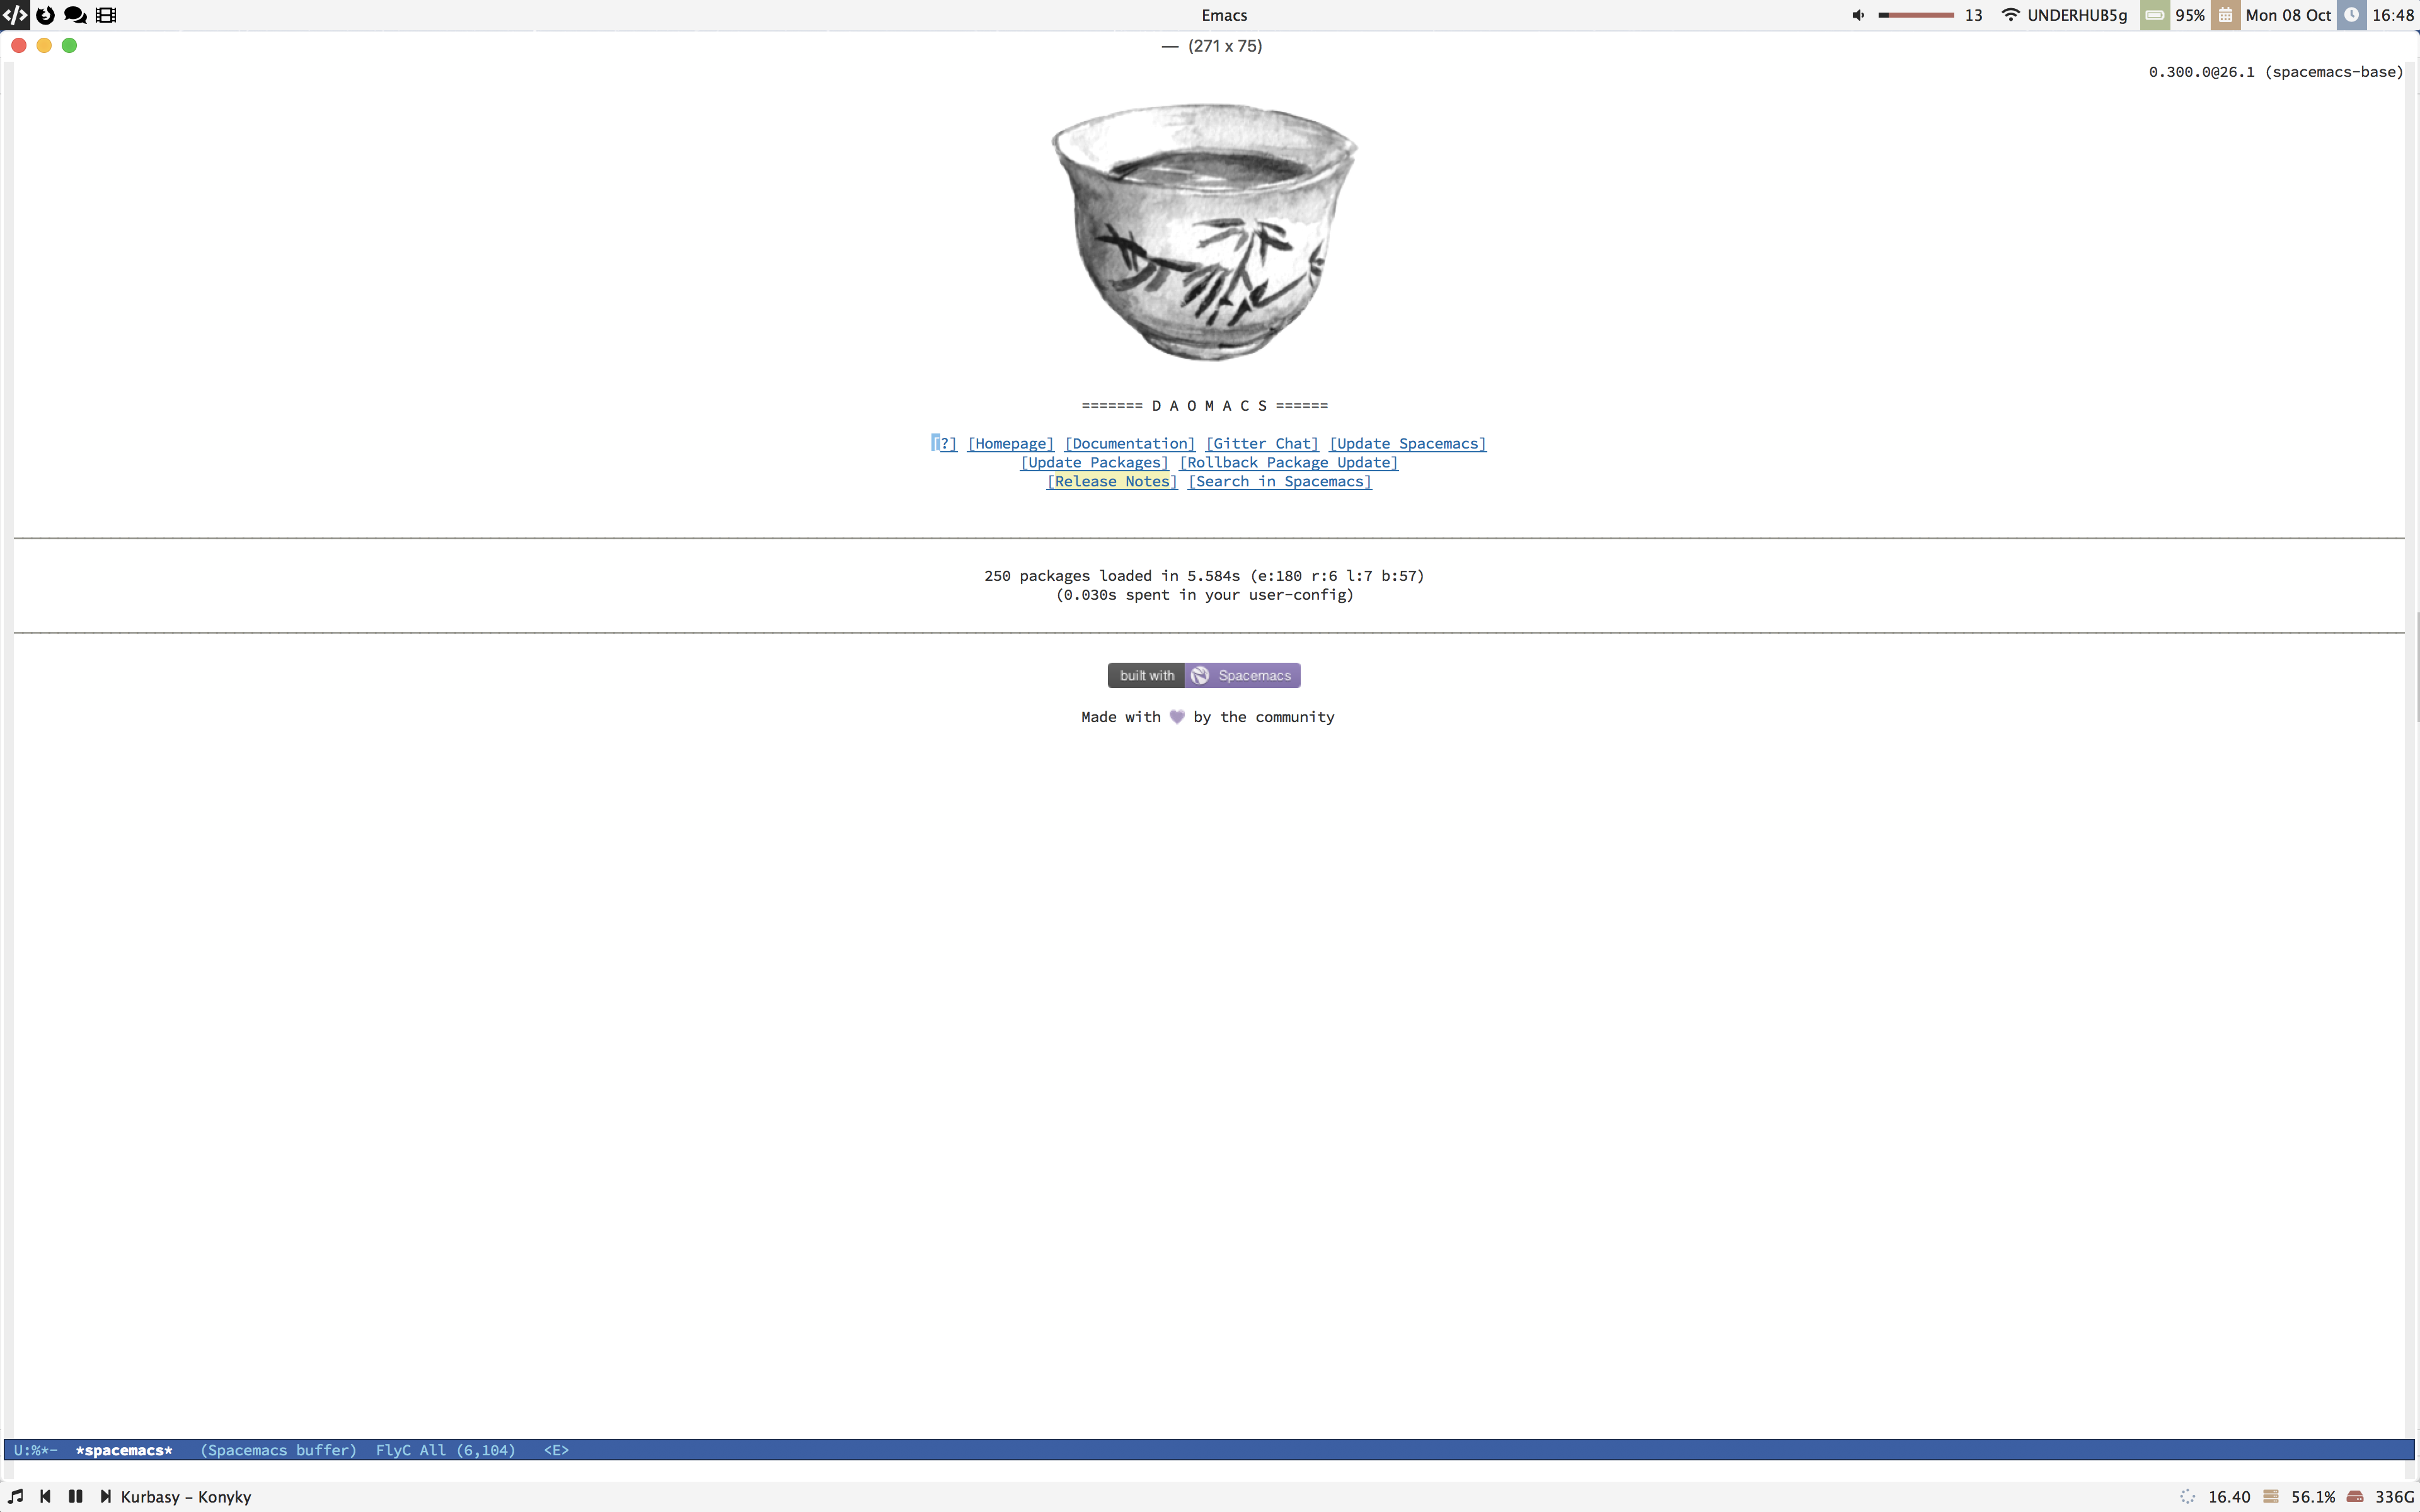 Emacs
13 UNDERHUB5g 95% Mon 08 Oct 16:48
— (271 x 75)
0.300.0@26.1 (spacemacs-base)
======= D A O M A C S ======
[?] [Homepage] [Documentation] [Gitter Chat] [Update Spacemacs]
[Update Packages] [Rollback Package Update]
[Release Notes] [Search in Spacemacs]
250 packages loaded in 5.584s (e:180 r:6 l:7 b:57)
(0.030s spent in your user-config)
built with Spacemacs
Made with 💜 by the community
U:%*- *spacemacs* (Spacemacs buffer) FlyC All (6,104) <E>
Kurbasy – Konyky
16.40 56.1% 336G